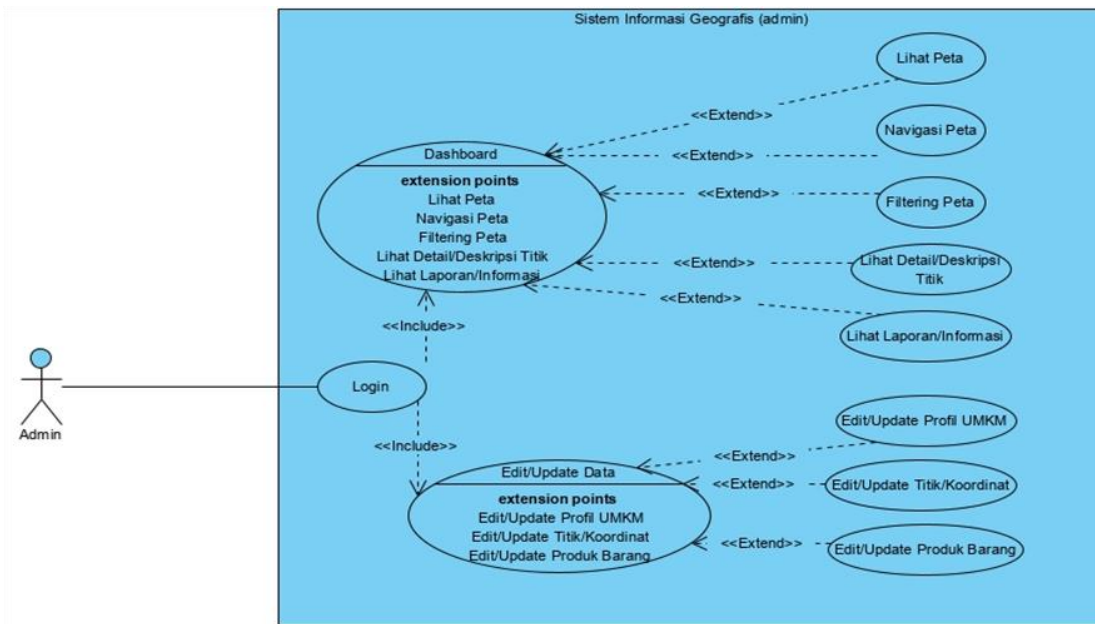 Sistem Informasi Geografis (admin)
Lihat Peta
<<Extend>>
Navigasi Peta
<<Extend>>
Dashboard
extension points
Lihat Peta
Navigasi Peta
Filtering Peta
Lihat Detail/Deskripsi Titik
Lihat Laporan/Informasi
<<Extend>>
Filtering Peta
<<Extend>>
Lihat Detail/Deskripsi
Titik
<<Extend>>
Lihat Laporan/Informasi
<<Include>>
Login
Admin
<<Include>>
Edit/Update Data
extension points
Edit/Update Profil UMKM
Edit/Update Titik/Koordinat
Edit/Update Produk Barang
<<Extend>>
Edit/Update Profil UMKM
<<Extend>>
Edit/Update Titik/Koordinat
<<Extend>>
Edit/Update Produk Barang